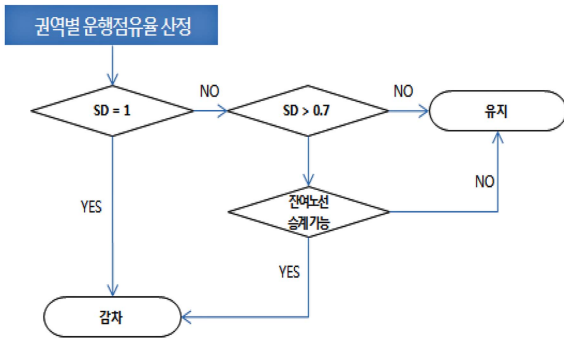 권역별 운행점유율 산정
SD = 1
NO
SD > 0.7
NO
유지
YES
잔여노선
승계가능
NO
YES
감차